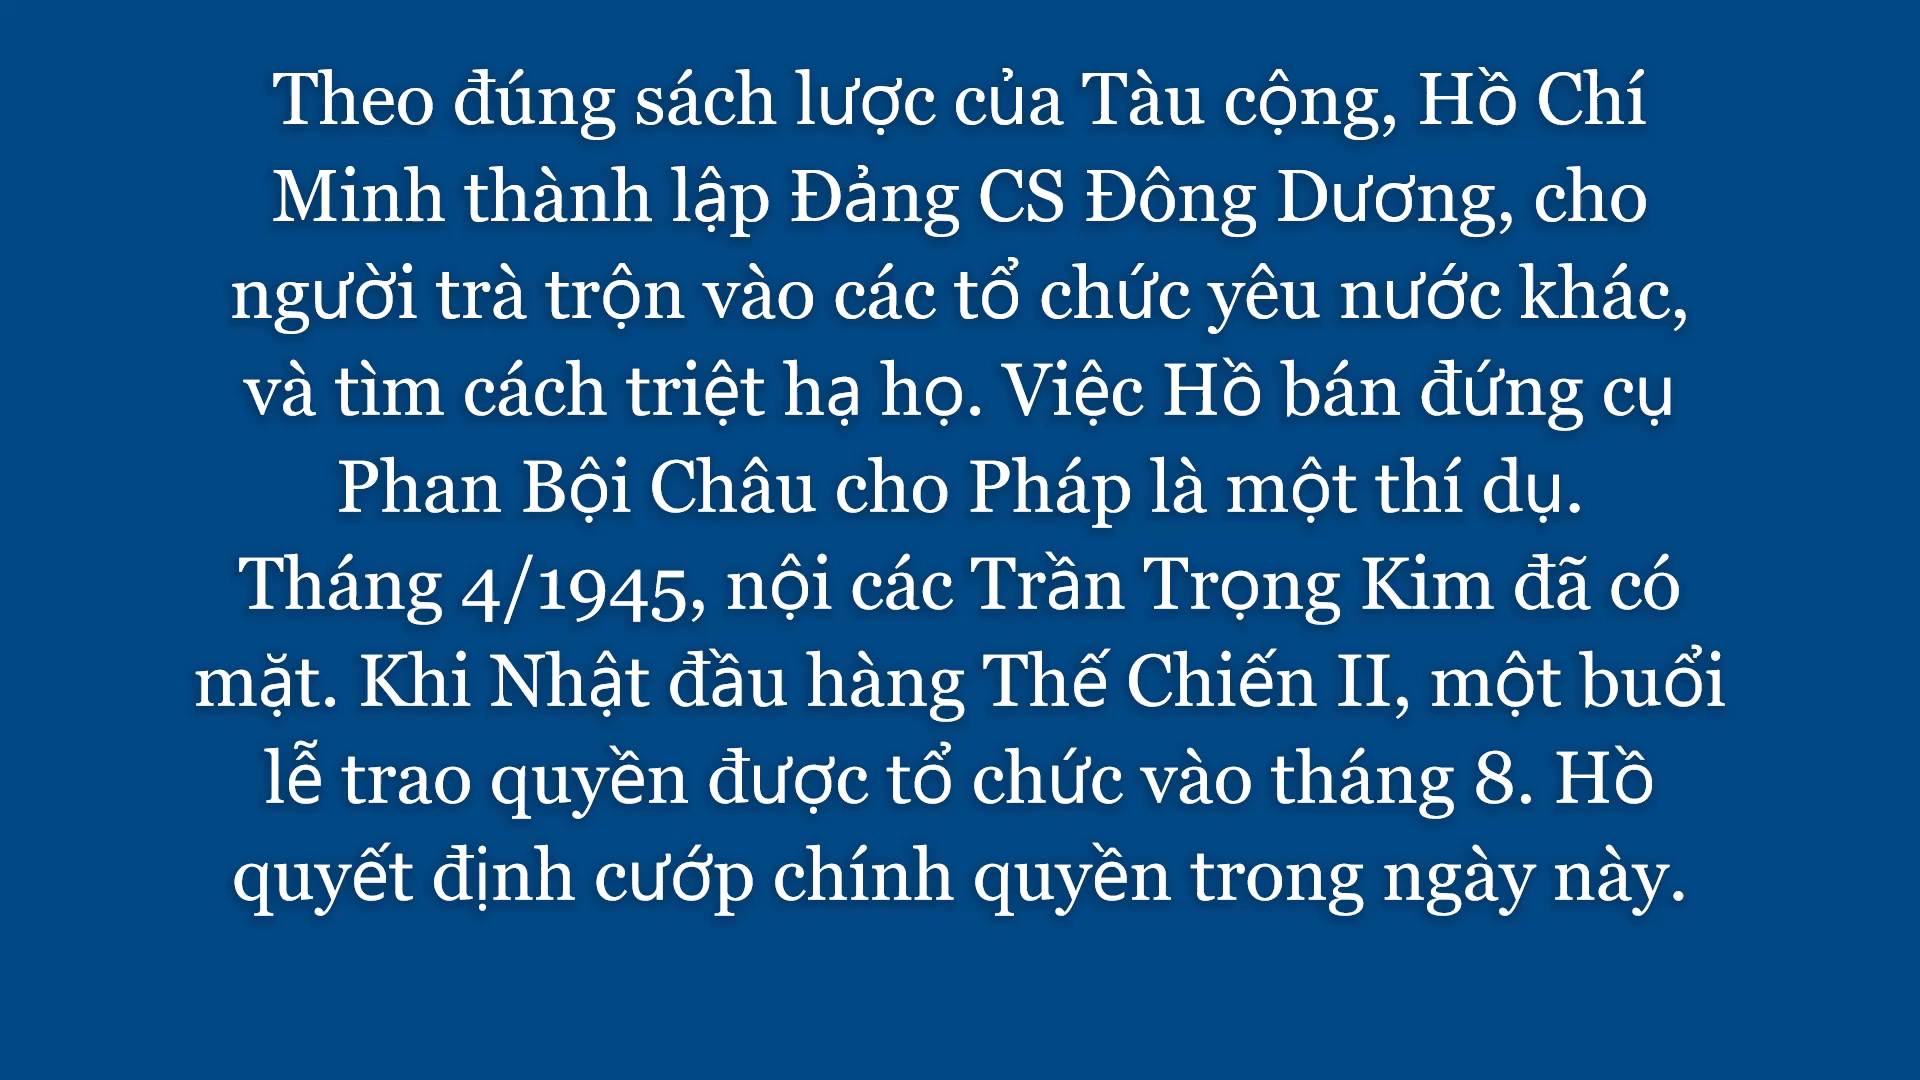 Theo đúng sách lược của Tàu cộng, Hồ Chí
Minh thành lập Đảng CS Đông Dương, cho
người trà trộn vào các tổ chức yêu nước khác,
và tìm cách triệt hạ họ. Việc Hồ bán đứng cụ
Phan Bội Châu cho Pháp là một thí dụ.
Tháng 4/1945, nội các Trần Trọng Kim đã có
mặt. Khi Nhật đầu hàng Thế Chiến II, một buổi
lễ trao quyền được tổ chức vào tháng 8. Hồ
quyết định cướp chính quyền trong ngày này.